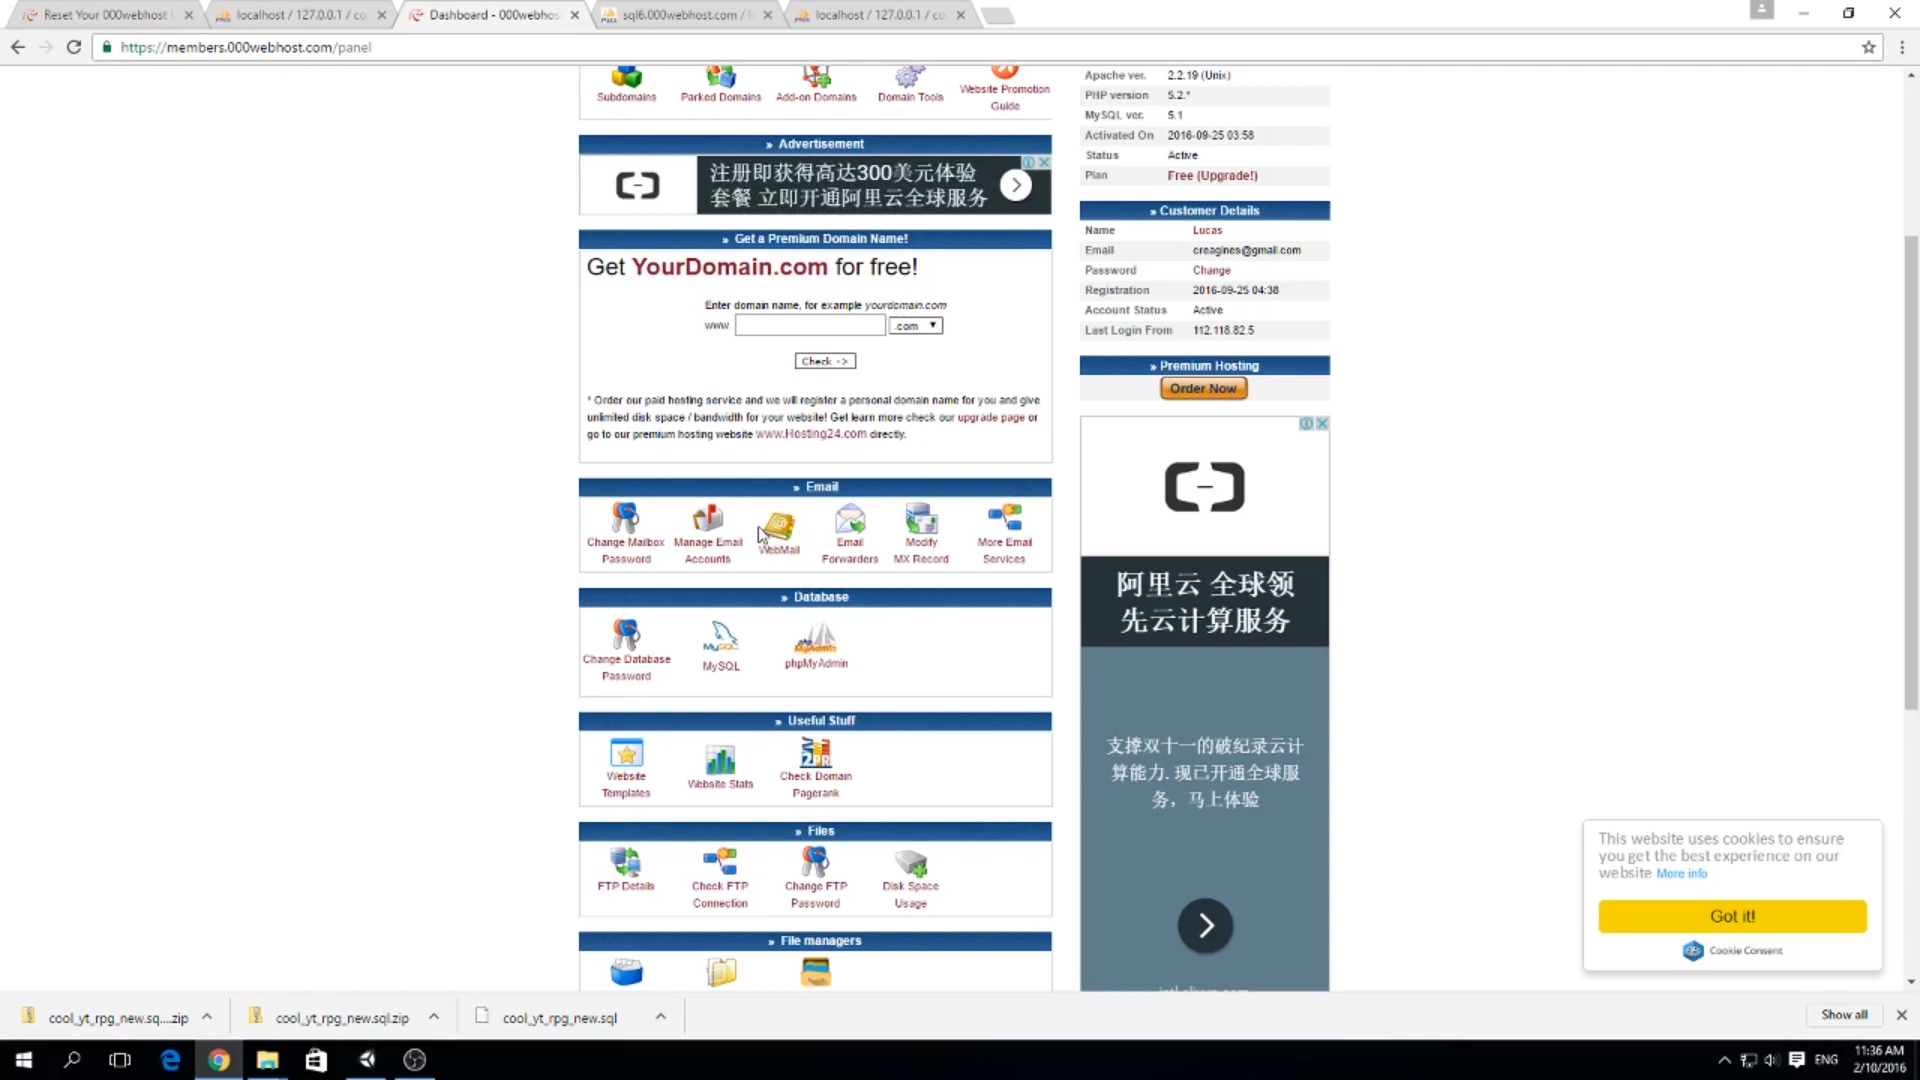 Reset Your 000webhost
localhost / 127.0.0.1 / co
Dashboard - 000webhos
sql6.000webhost.com /
localhost / 127.0.0.1 / co
https://members.000webhost.com/panel
Subdomains
Parked Domains
Add-on Domains
Domain Tools
Website Promotion
Guide
» Advertisement
注册即获得高达300美元体验
套餐 立即开通阿里云全球服务
» Get a Premium Domain Name!
Get YourDomain.com for free!
Enter domain name, for example yourdomain.com
www.
.com
Check ->
* Order our paid hosting service and we will register a personal domain name for you and give
unlimited disk space / bandwidth for your website! Get learn more check our upgrade page or
go to our premium hosting website www.Hosting24.com directly.
» Email
Change Mailbox
Password
Manage Email
Accounts
WebMail
Email
Forwarders
Modify
MX Record
More Email
Services
» Database
Change Database
Password
MySQL
MySQL
phpMyAdmin
» Useful Stuff
Website
Templates
Website Stats
Check Domain
Pagerank
» Files
FTP Details
Check FTP
Connection
Change FTP
Password
Disk Space
Usage
» File managers
Apache ver. 2.2.19 (Unix)
PHP version 5.2.*
MySQL ver. 5.1
Activated On 2016-09-25 03:58
Status Active
Plan Free (Upgrade!)
» Customer Details
Name Lucas
Email creagines@gmail.com
Password Change
Registration 2016-09-25 04:38
Account Status Active
Last Login From 112.118.82.5
» Premium Hosting
Order Now
阿里云 全球领
先云计算服务
支撑双十一的破纪录云计
算能力. 现已开通全球服
务，马上体验
This website uses cookies to ensure
you get the best experience on our
website More info
Got it!
Cookie Consent
cool_yt_rpg_new.sq....zip
cool_yt_rpg_new.sql.zip
cool_yt_rpg_new.sql
Show all
ENG
11:36 AM
2/10/2016